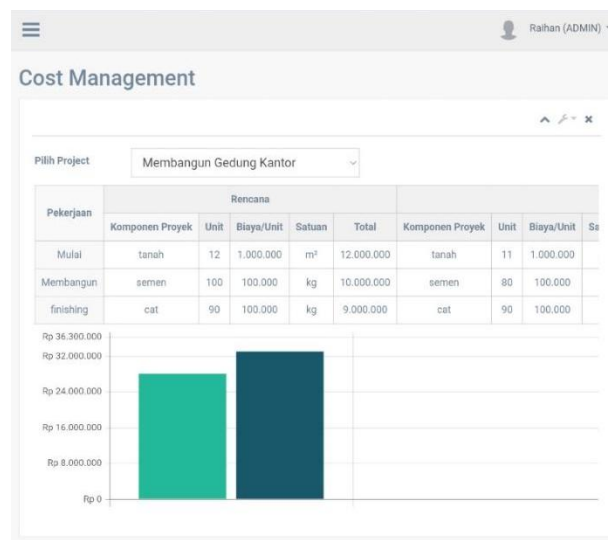 Raihan (ADMIN)
Cost Management
Pilih Project Membangun Gedung Kantor
Pekerjaan Rencana
Komponen Proyek Unit Biaya/Unit Satuan Total Komponen Proyek Unit Biaya/Unit Sa
Mulai tanah 12 1.000.000 m² 12.000.000 tanah 11 1.000.000
Membangun semen 100 100.000 kg 10.000.000 semen 80 100.000
finishing cat 90 100.000 kg 9.000.000 cat 90 100.000
Rp 36.300.000
Rp 32.000.000
Rp 24.000.000
Rp 16.000.000
Rp 8.000.000
Rp 0